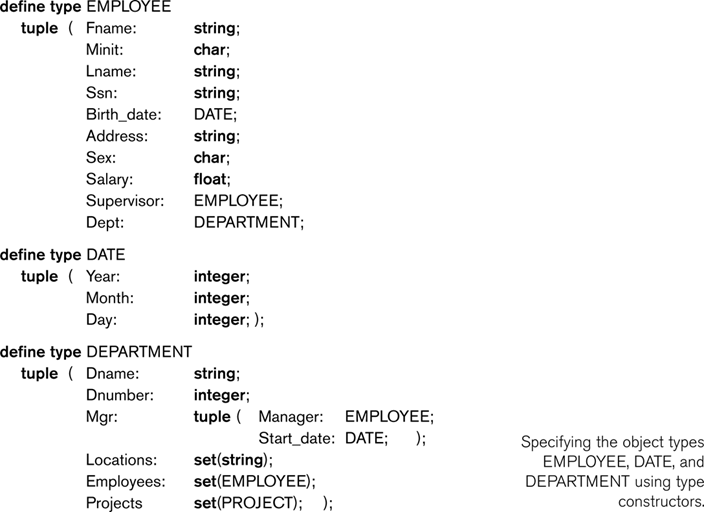 define type EMPLOYEE
tuple ( Fname: string;
Minit: char;
Lname: string;
Ssn: string;
Birth_date: DATE;
Address: string;
Sex: char;
Salary: float;
Supervisor: EMPLOYEE;
Dept: DEPARTMENT;
define type DATE
tuple ( Year: integer;
Month: integer;
Day: integer; );
define type DEPARTMENT
tuple ( Dname: string;
Dnumber: integer;
Mgr: tuple ( Manager: EMPLOYEE;
Start_date: DATE; );
Locations: set(string);
Employees: set(EMPLOYEE);
Projects set(PROJECT); );
Specifying the object types
EMPLOYEE, DATE, and
DEPARTMENT using type
constructors.